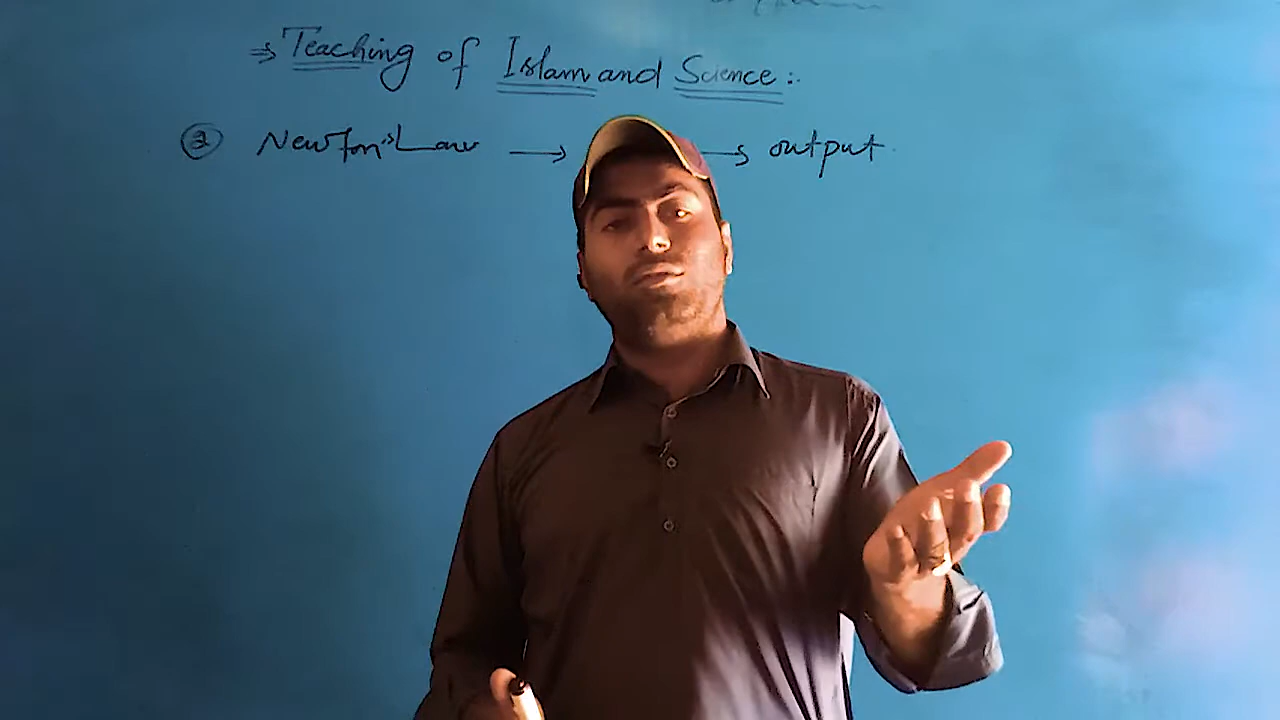 ⇒ Teaching of Islam and Science :.
② Newton's Law → → output.